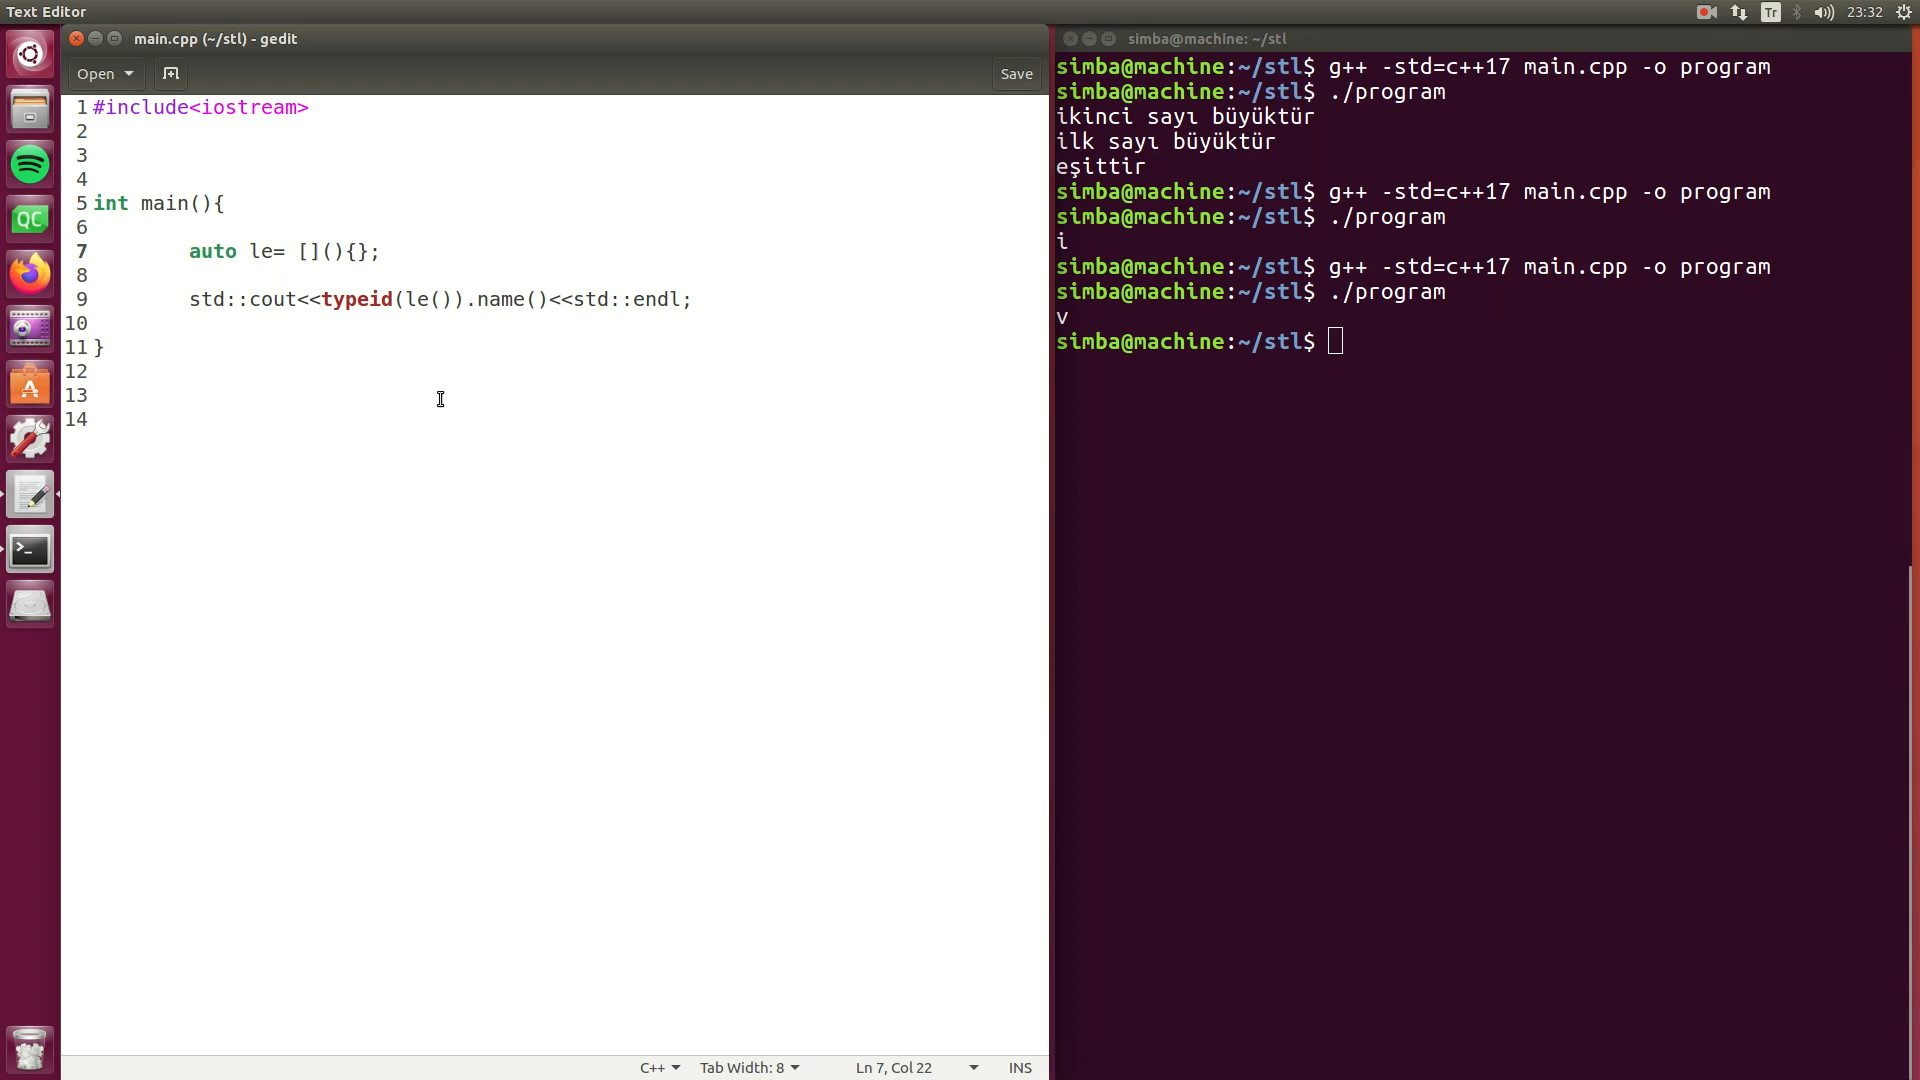 Text Editor
Tr
23:32
main.cpp (~/stl) - gedit
Open
Save
1 #include<iostream>
2
3
4
5 int main(){
6
7 auto le= [](){};
8
9 std::cout<<typeid(le()).name()<<std::endl;
10
11 }
12
13
14
C++
Tab Width: 8
Ln 7, Col 22
INS
QC
A
>_
simba@machine: ~/stl
simba@machine:~/stl$ g++ -std=c++17 main.cpp -o program
simba@machine:~/stl$ ./program
ikinci sayı büyüktür
ilk sayı büyüktür
eşittir
simba@machine:~/stl$ g++ -std=c++17 main.cpp -o program
simba@machine:~/stl$ ./program
i
simba@machine:~/stl$ g++ -std=c++17 main.cpp -o program
simba@machine:~/stl$ ./program
v
simba@machine:~/stl$